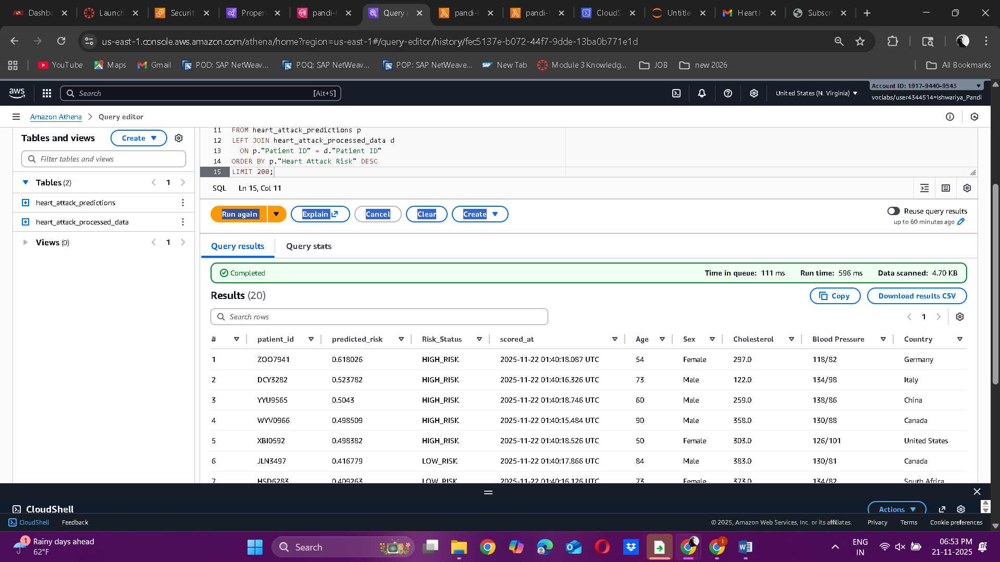 Dashbo
Launch
Security
Propert
pandi-h
Query e
pandi-h
pandi-h
CloudS
Untitle
Heart H
Subscri
us-east-1.console.aws.amazon.com/athena/home?region=us-east-1#/query-editor/history/fec5137e-b072-44f7-9dde-13ba0b771e1d
YouTube Maps Gmail POD: SAP NetWeav... POQ: SAP NetWeav... POP: SAP NetWeave... New Tab Module 3 Knowledg... JOB new 2026 All Bookmarks
aws Search [Alt+S] United States (N. Virginia)
Account ID: 1917-9440-9543
voclabs/user4344514=Ishwariya_Pandi
Amazon Athena Query editor
Tables and views Create
Filter tables and views
Tables (2) 1
heart_attack_predictions
heart_attack_processed_data
Views (0) 1
11 FROM heart_attack_predictions p
12 LEFT JOIN heart_attack_processed_data d
13 ON p."Patient ID" = d."Patient ID"
14 ORDER BY p."Heart Attack Risk" DESC
15 LIMIT 200;
SQL Ln 15, Col 11
Run again Explain Cancel Clear Create
Reuse query results
up to 60 minutes ago
Query results Query stats
Completed Time in queue: 111 ms Run time: 596 ms Data scanned: 4.70 KB
Results (20) Copy Download results CSV
Search rows 1
# patient_id predicted_risk Risk_Status scored_at Age Sex Cholesterol Blood Pressure Country
1 ZOO7941 0.618026 HIGH_RISK 2025-11-22 01:40:18.087 UTC 54 Female 297.0 118/82 Germany
2 DCY3282 0.523782 HIGH_RISK 2025-11-22 01:40:16.326 UTC 73 Male 122.0 134/98 Italy
3 YYU9565 0.5043 HIGH_RISK 2025-11-22 01:40:18.746 UTC 60 Male 259.0 138/86 China
4 WYV0966 0.498509 HIGH_RISK 2025-11-22 01:40:15.484 UTC 90 Male 358.0 130/88 Canada
5 XBI0592 0.498382 HIGH_RISK 2025-11-22 01:40:18.526 UTC 50 Female 303.0 126/101 United States
6 JLN3497 0.416779 LOW_RISK 2025-11-22 01:40:17.866 UTC 84 Male 383.0 130/81 Canada
7 HSD6283 0.409263 LOW_RISK 2025-11-22 01:40:16.126 UTC 73 Female 373.0 134/82 South Africa
CloudShell Actions
CloudShell Feedback © 2025, Amazon Web Services, Inc. or its affiliates. Privacy Terms Cookie preferences
1 Rainy days ahead
62°F
Search
ENG
IN
06:53 PM
21-11-2025